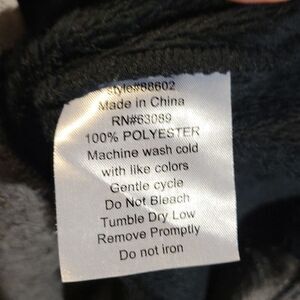 style#88602
Made in China
RN#63089
100% POLYESTER
Machine wash cold
with like colors
Gentle cycle
Do Not Bleach
Tumble Dry Low
Remove Promptly
Do not iron